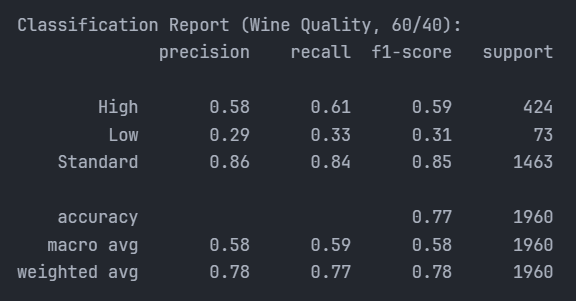 Classification Report (Wine Quality, 60/40):
precision recall f1-score support
High 0.58 0.61 0.59 424
Low 0.29 0.33 0.31 73
Standard 0.86 0.84 0.85 1463
accuracy 0.77 1960
macro avg 0.58 0.59 0.58 1960
weighted avg 0.78 0.77 0.78 1960